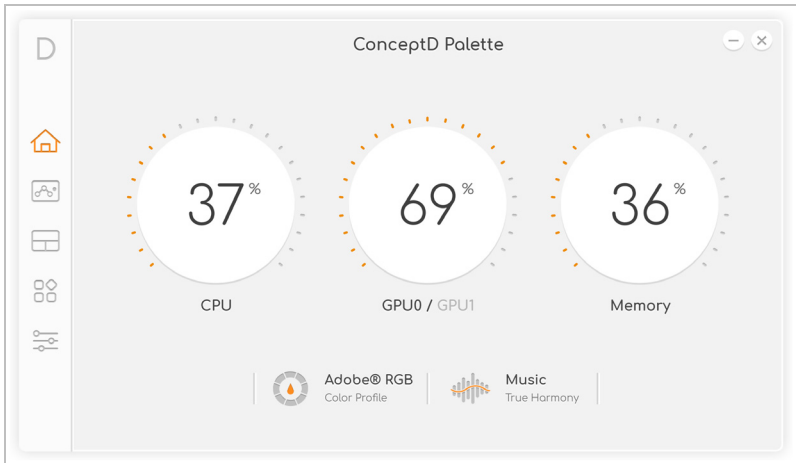 D
ConceptD Palette
37%
69%
36%
CPU
GPU0 / GPU1
Memory
Adobe® RGB
Color Profile
Music
True Harmony